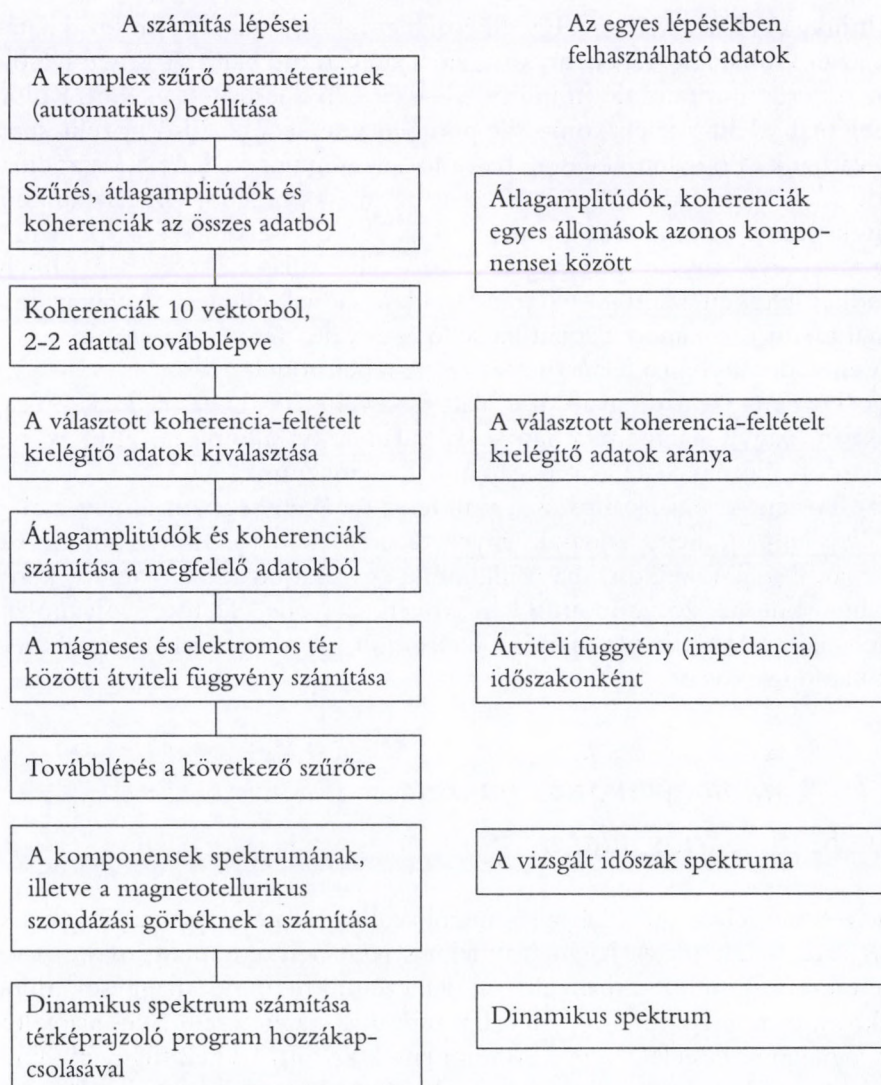 A számítás lépései
Az egyes lépésekben
felhasználható adatok
A komplex szűrő paramétereinek
(automatikus) beállítása
Szűrés, átlagamplitúdók és
koherenciák az összes adatból
Átlagamplitúdók, koherenciák
egyes állomások azonos kompo-
nensei között
Koherenciák 10 vektorból,
2-2 adattal továbblépve
A választott koherencia-feltételt
kielégítő adatok kiválasztása
A választott koherencia-feltételt
kielégítő adatok aránya
Átlagamplitúdók és koherenciák
számítása a megfelelő adatokból
A mágneses és elektromos tér
közötti átviteli függvény számítása
Átviteli függvény (impedancia)
időszakonként
Továbblépés a következő szűrőre
A komponensek spektrumának,
illetve a magnetotellurikus
szondázási görbéknek a számítása
A vizsgált időszak spektruma
Dinamikus spektrum számítása
térképrajzoló program hozzákap-
csolásával
Dinamikus spektrum